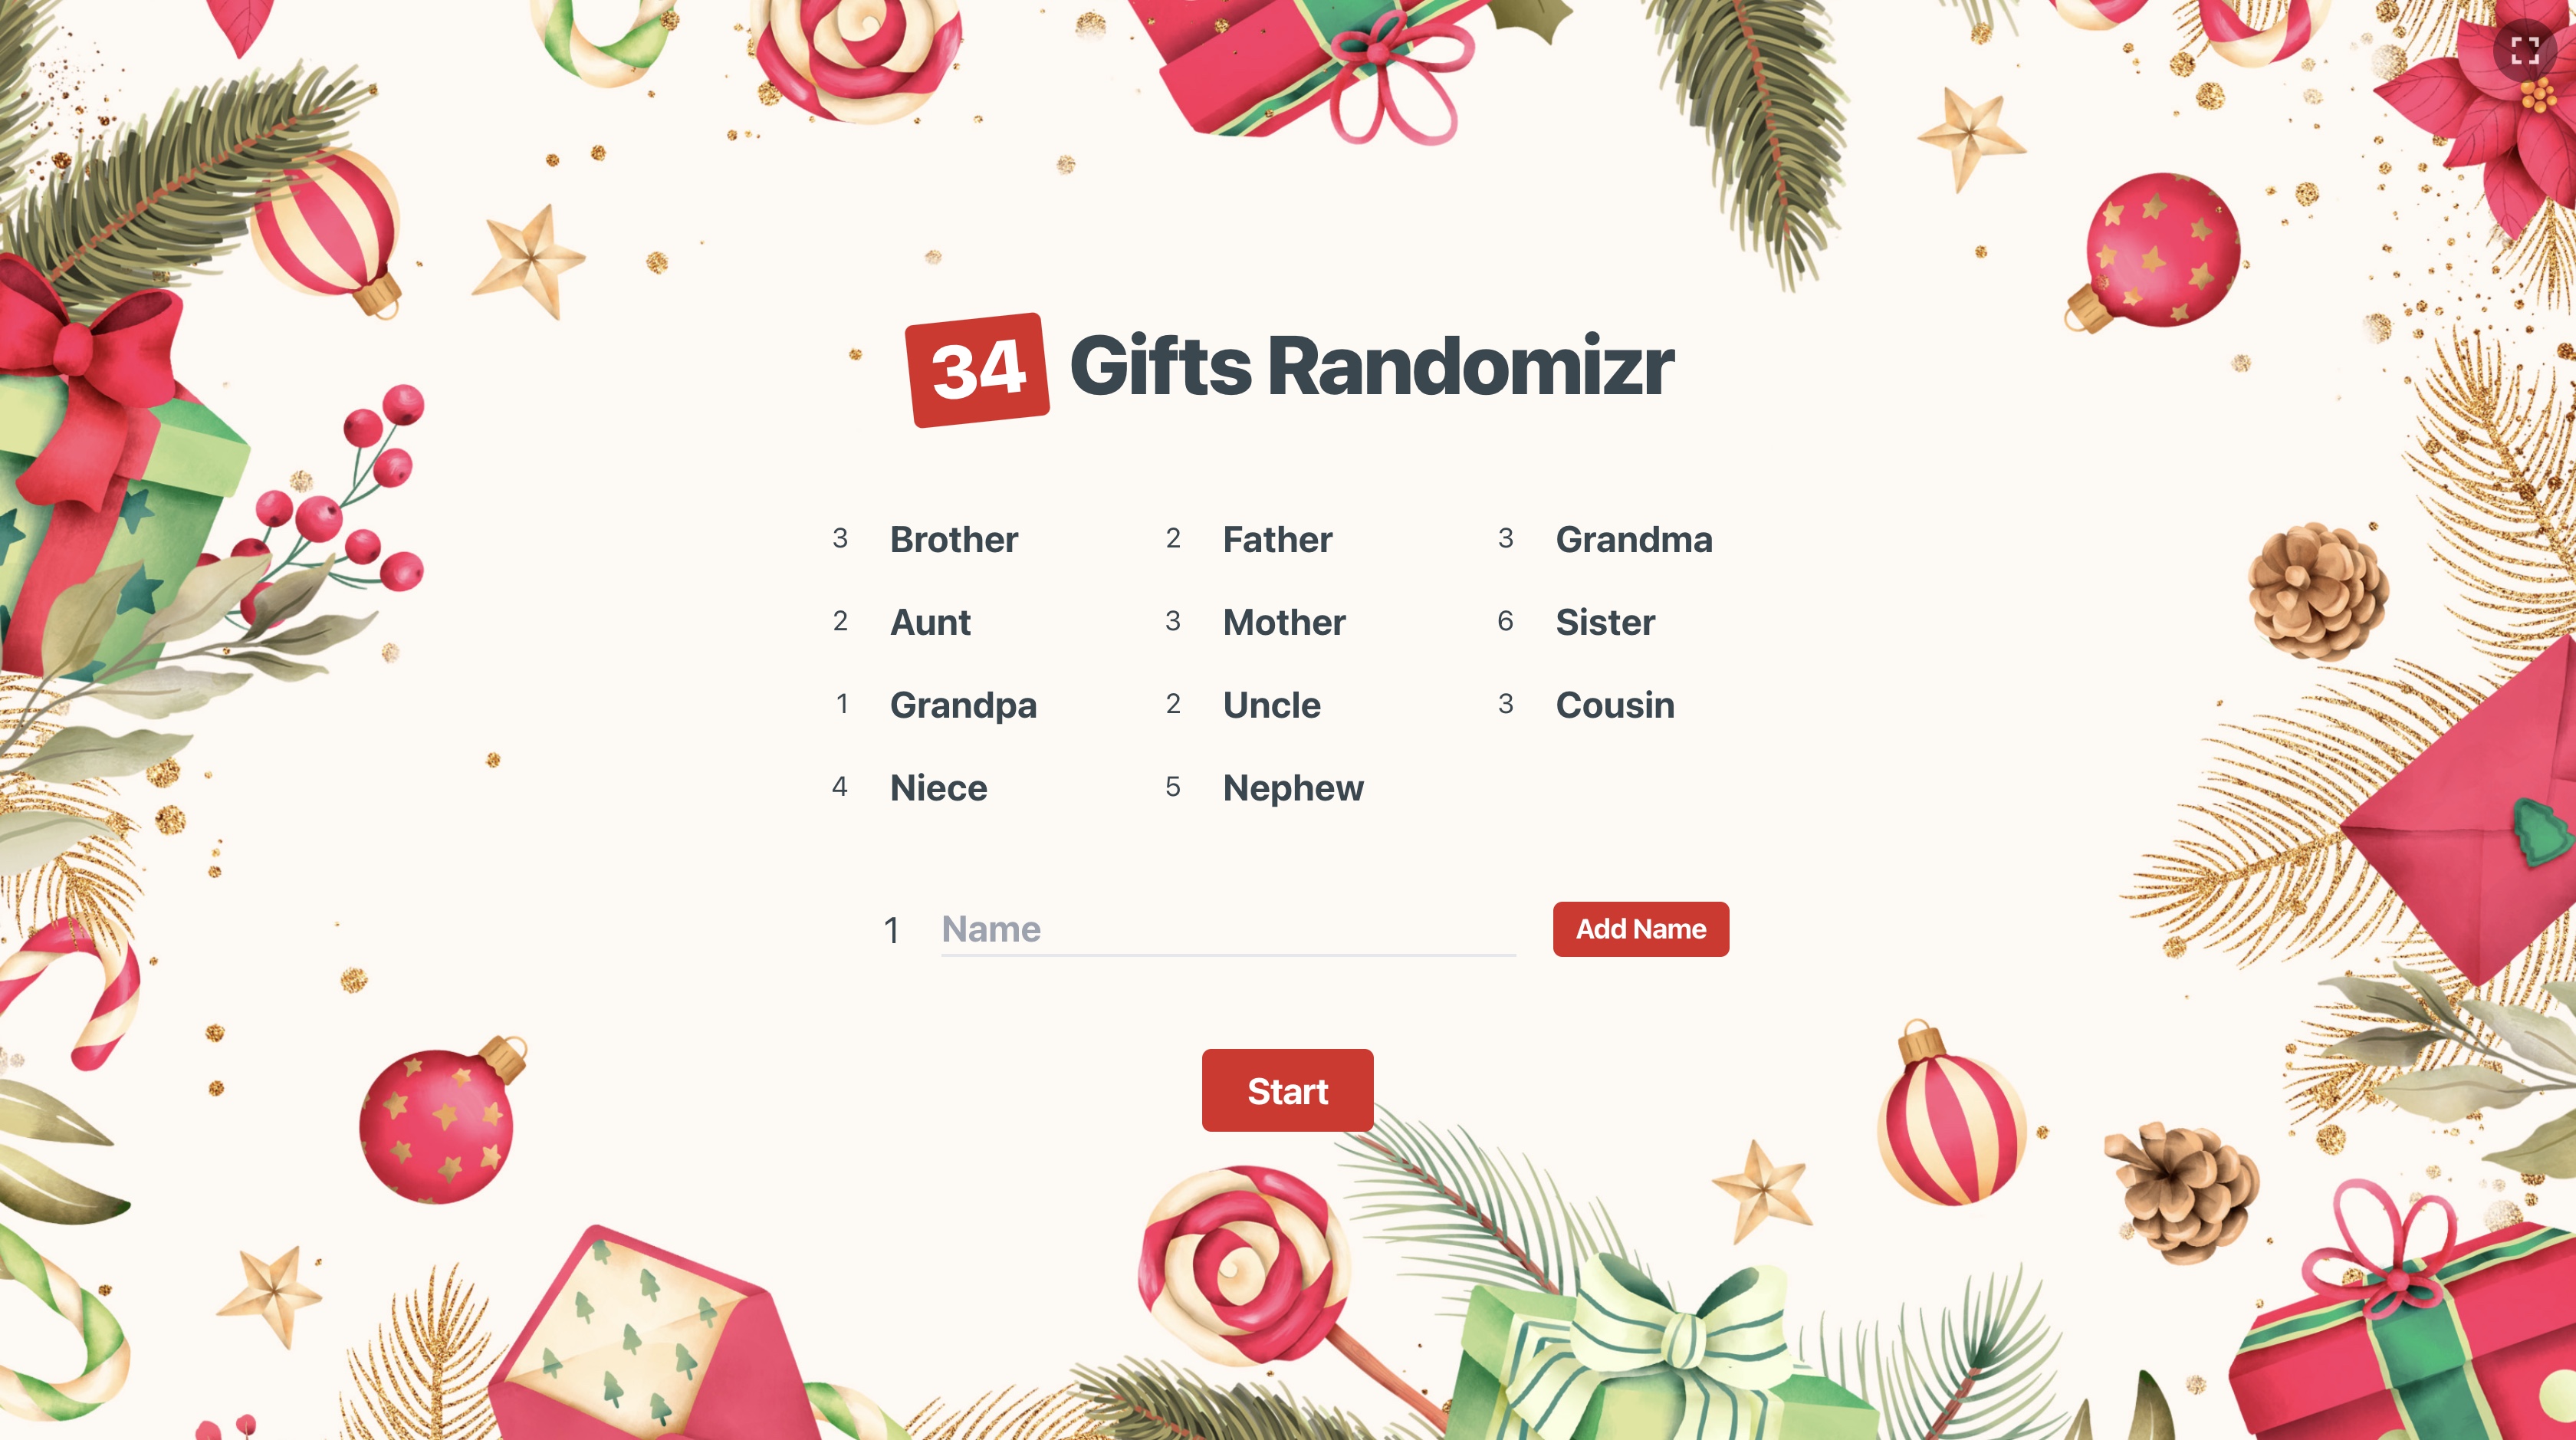 34 Gifts Randomizr
3 Brother 2 Father 3 Grandma
2 Aunt 3 Mother 6 Sister
1 Grandpa 2 Uncle 3 Cousin
4 Niece 5 Nephew
1 Name Add Name
Start